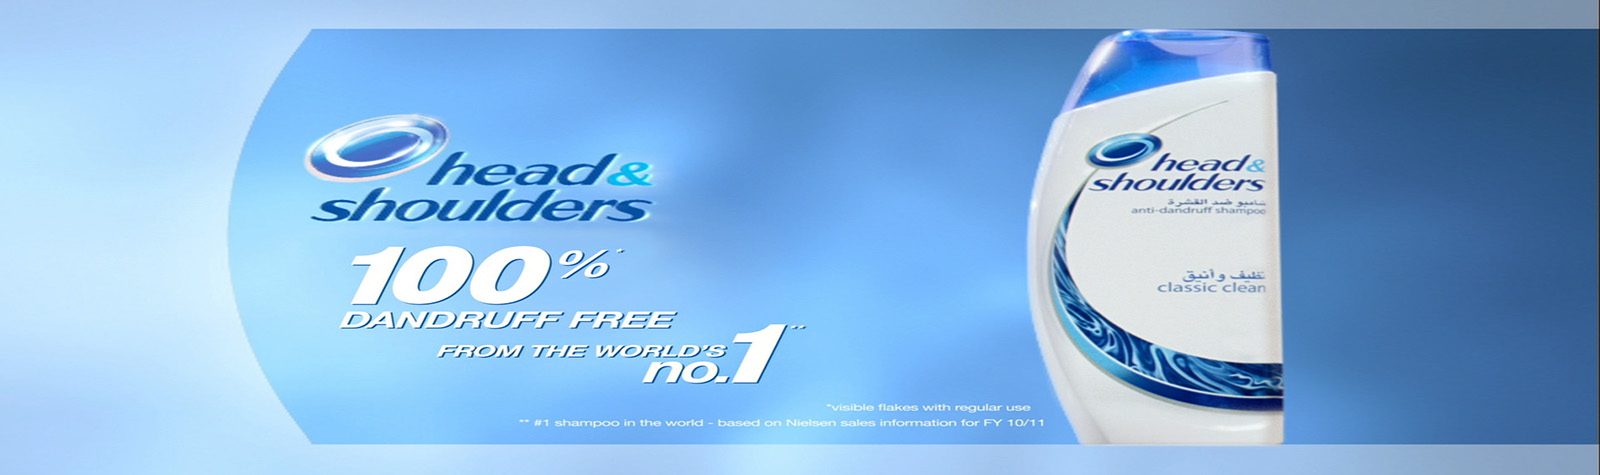 head&
shoulders
100%*
DANDRUFF FREE
FROM THE WORLD'S
no.1**
*visible flakes with regular use
** #1 shampoo in the world - based on Nielsen sales information for FY 10/11
head&
shoulders
شامبو ضد القشرة
anti-dandruff shampoo
نظيف وأنيق
classic clean